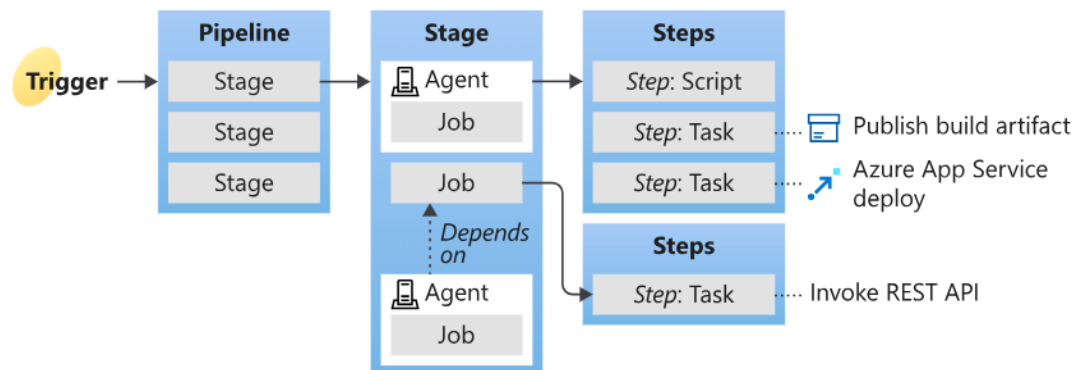 Trigger
Pipeline
Stage
Stage
Stage
Stage
Agent
Job
Job
Depends
on
Agent
Job
Steps
Step: Script
Step: Task
Publish build artifact
Step: Task
Azure App Service
deploy
Steps
Step: Task
Invoke REST API